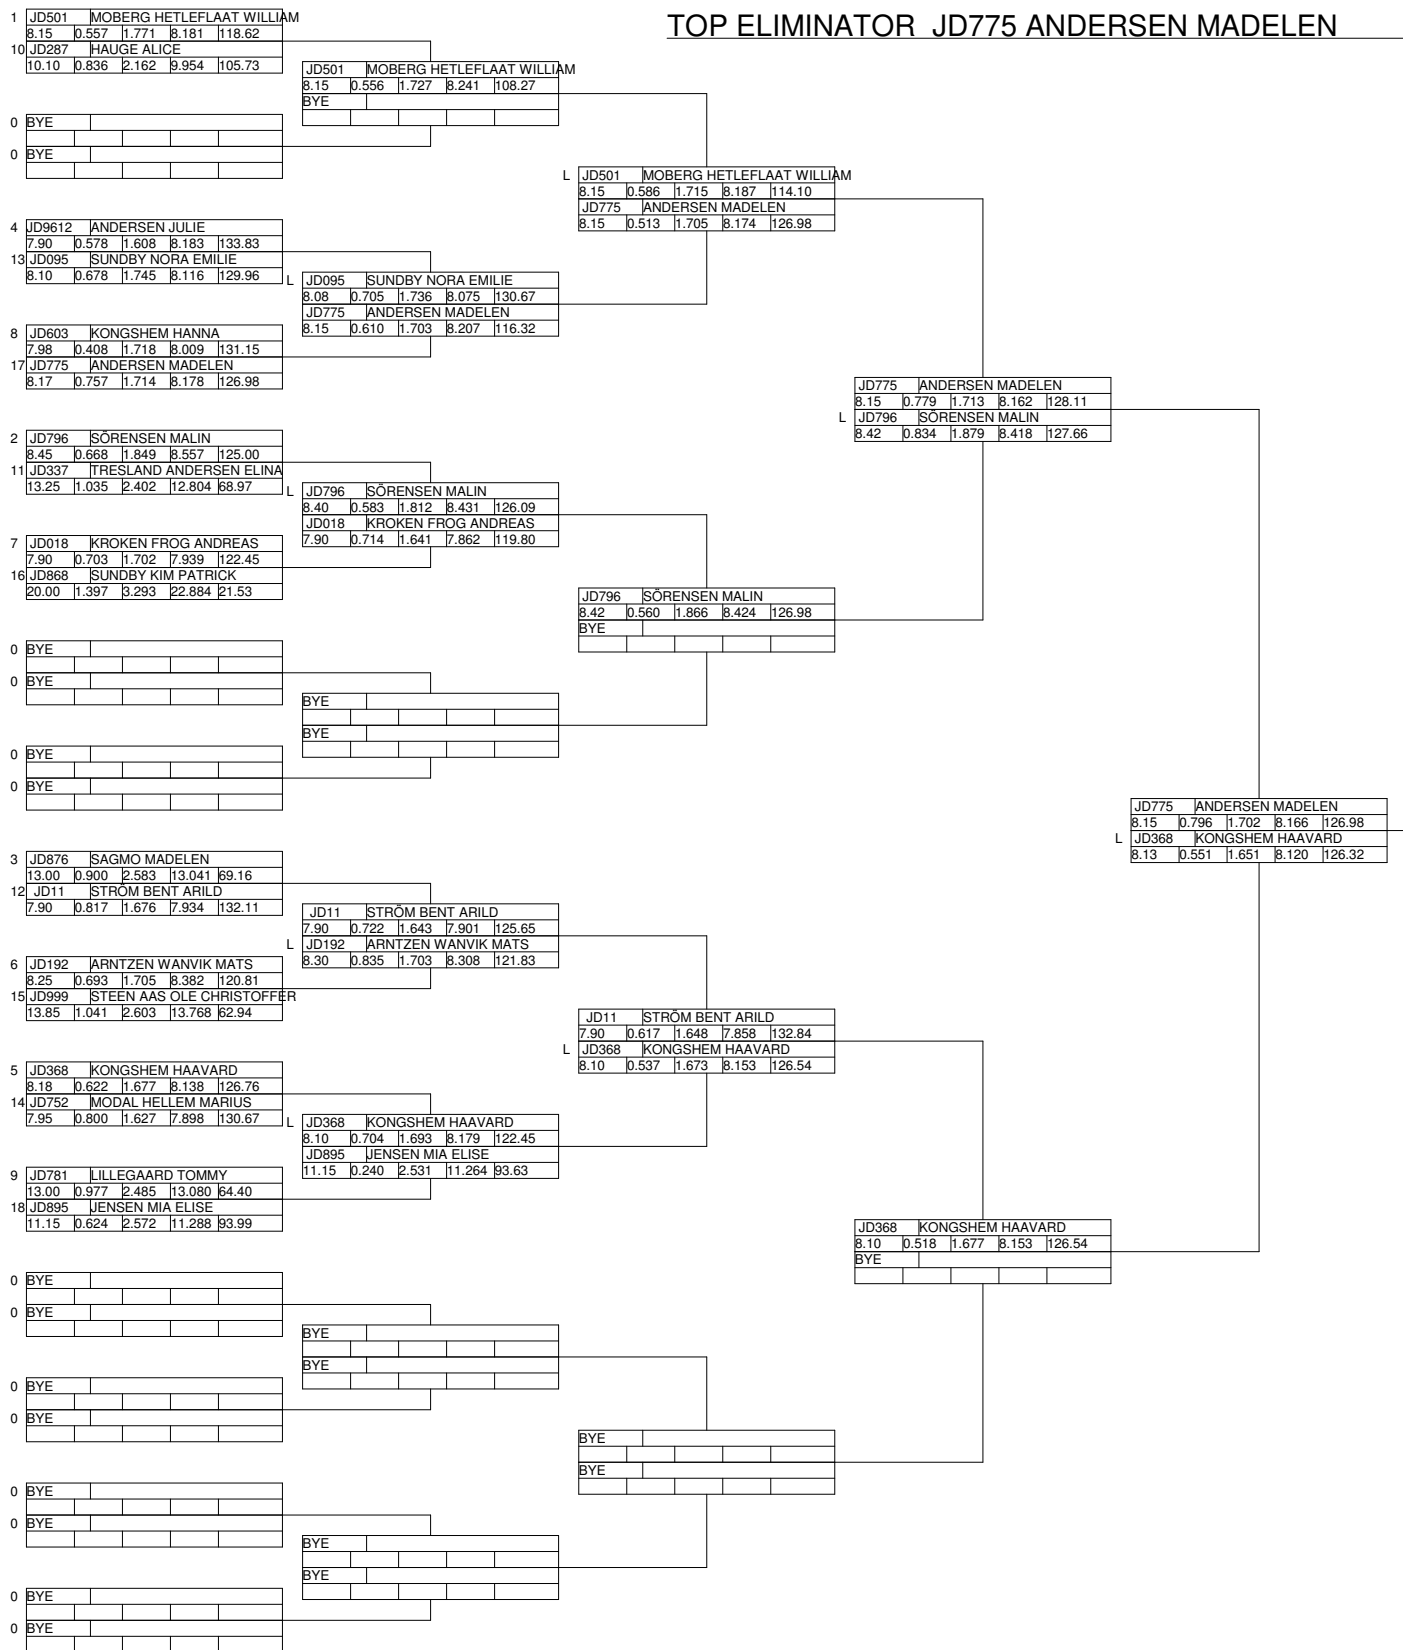 TOP ELIMINATOR JD775 ANDERSEN MADELEN
1 JD501 MOBERG HETLEFLAAT WILLIAM
8.15 0.557 1.771 8.181 118.62
10 JD287 HAUGE ALICE
10.10 0.836 2.162 9.954 105.73
0 BYE
0 BYE
4 JD9612 ANDERSEN JULIE
7.90 0.578 1.608 8.183 133.83
13 JD095 SUNDBY NORA EMILIE
8.10 0.678 1.745 8.116 129.96
8 JD603 KONGSHEM HANNA
7.98 0.408 1.718 8.009 131.15
17 JD775 ANDERSEN MADELEN
8.17 0.757 1.714 8.178 126.98
2 JD796 SÖRENSEN MALIN
8.45 0.668 1.849 8.557 125.00
11 JD337 TRESLAND ANDERSEN ELINA
13.25 1.035 2.402 12.804 68.97
7 JD018 KROKEN FROG ANDREAS
7.90 0.703 1.702 7.939 122.45
16 JD868 SUNDBY KIM PATRICK
20.00 1.397 3.293 22.884 21.53
0 BYE
0 BYE
0 BYE
0 BYE
3 JD876 SAGMO MADELEN
13.00 0.900 2.583 13.041 69.16
12 JD11 STRÖM BENT ARILD
7.90 0.817 1.676 7.934 132.11
6 JD192 ARNTZEN WANVIK MATS
8.25 0.693 1.705 8.382 120.81
15 JD999 STEEN AAS OLE CHRISTOFFER
13.85 1.041 2.603 13.768 62.94
5 JD368 KONGSHEM HAAVARD
8.18 0.622 1.677 8.138 126.76
14 JD752 MODAL HELLEM MARIUS
7.95 0.800 1.627 7.898 130.67
9 JD781 LILLEGAARD TOMMY
13.00 0.977 2.485 13.080 64.40
18 JD895 JENSEN MIA ELISE
11.15 0.624 2.572 11.288 93.99
0 BYE
0 BYE
0 BYE
0 BYE
0 BYE
0 BYE
0 BYE
0 BYE
JD501 MOBERG HETLEFLAAT WILLIAM
8.15 0.556 1.727 8.241 108.27
BYE
L JD095 SUNDBY NORA EMILIE
8.08 0.705 1.736 8.075 130.67
JD775 ANDERSEN MADELEN
8.15 0.610 1.703 8.207 116.32
L JD796 SÖRENSEN MALIN
8.40 0.583 1.812 8.431 126.09
JD018 KROKEN FROG ANDREAS
7.90 0.714 1.641 7.862 119.80
BYE
BYE
JD11 STRÖM BENT ARILD
7.90 0.722 1.643 7.901 125.65
L JD192 ARNTZEN WANVIK MATS
8.30 0.835 1.703 8.308 121.83
L JD368 KONGSHEM HAAVARD
8.10 0.704 1.693 8.179 122.45
JD895 JENSEN MIA ELISE
11.15 0.240 2.531 11.264 93.63
BYE
BYE
BYE
BYE
L JD501 MOBERG HETLEFLAAT WILLIAM
8.15 0.586 1.715 8.187 114.10
JD775 ANDERSEN MADELEN
8.15 0.513 1.705 8.174 126.98
JD796 SÖRENSEN MALIN
8.42 0.560 1.866 8.424 126.98
BYE
JD11 STRÖM BENT ARILD
7.90 0.617 1.648 7.858 132.84
L JD368 KONGSHEM HAAVARD
8.10 0.537 1.673 8.153 126.54
BYE
BYE
JD775 ANDERSEN MADELEN
8.15 0.779 1.713 8.162 128.11
L JD796 SÖRENSEN MALIN
8.42 0.834 1.879 8.418 127.66
JD368 KONGSHEM HAAVARD
8.10 0.518 1.677 8.153 126.54
BYE
JD775 ANDERSEN MADELEN
8.15 0.796 1.702 8.166 126.98
L JD368 KONGSHEM HAAVARD
8.13 0.551 1.651 8.120 126.32